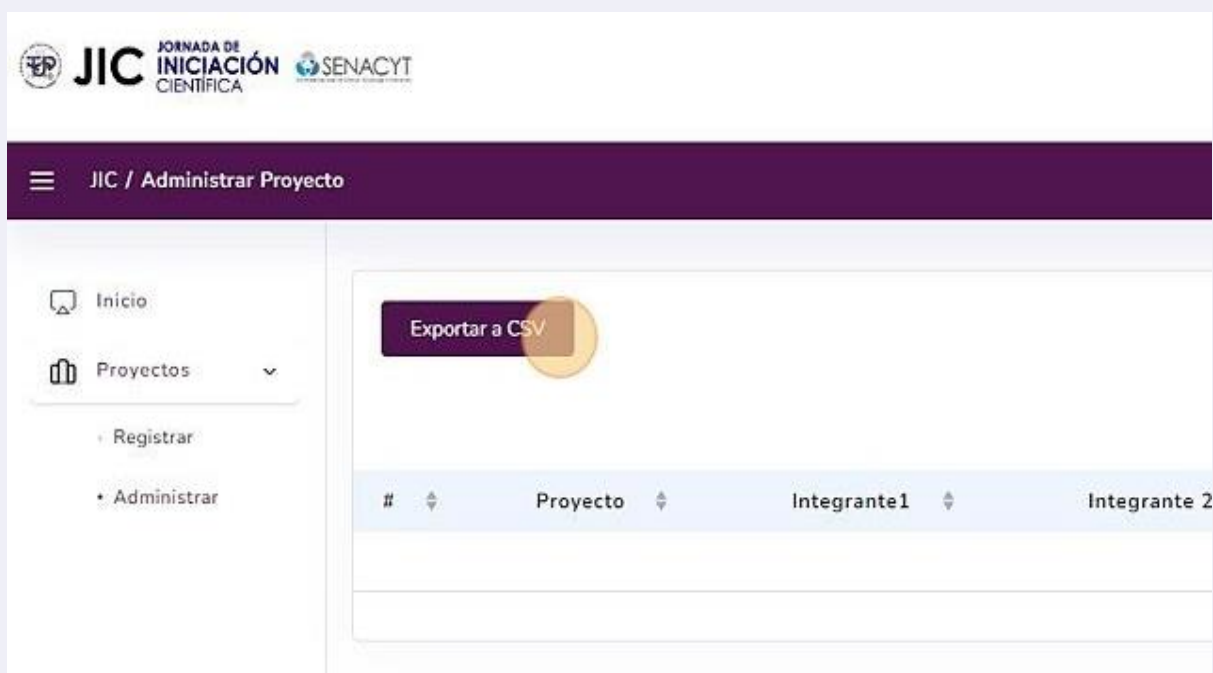 JIC
JORNADA DE
INICIACIÓN
CIENTÍFICA
SENACYT
JIC / Administrar Proyecto
Inicio
Proyectos
Registrar
Administrar
Exportar a CSV
# Proyecto Integrante1 Integrante 2